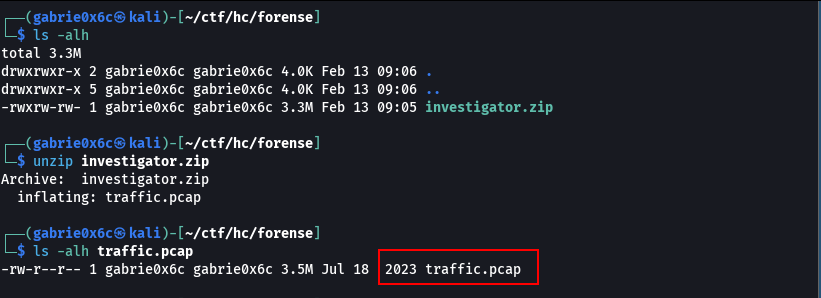 ┌──(gabrie0x6c㉿kali)-[~/ctf/hc/forense]
└─$ ls -alh
total 3.3M
drwxrwxr-x 2 gabrie0x6c gabrie0x6c 4.0K Feb 13 09:06 .
drwxrwxr-x 5 gabrie0x6c gabrie0x6c 4.0K Feb 13 09:06 ..
-rwxrw-rw- 1 gabrie0x6c gabrie0x6c 3.3M Feb 13 09:05 investigator.zip
┌──(gabrie0x6c㉿kali)-[~/ctf/hc/forense]
└─$ unzip investigator.zip
Archive:  investigator.zip
  inflating: traffic.pcap
┌──(gabrie0x6c㉿kali)-[~/ctf/hc/forense]
└─$ ls -alh traffic.pcap
-rw-r--r-- 1 gabrie0x6c gabrie0x6c 3.5M Jul 18  2023 traffic.pcap